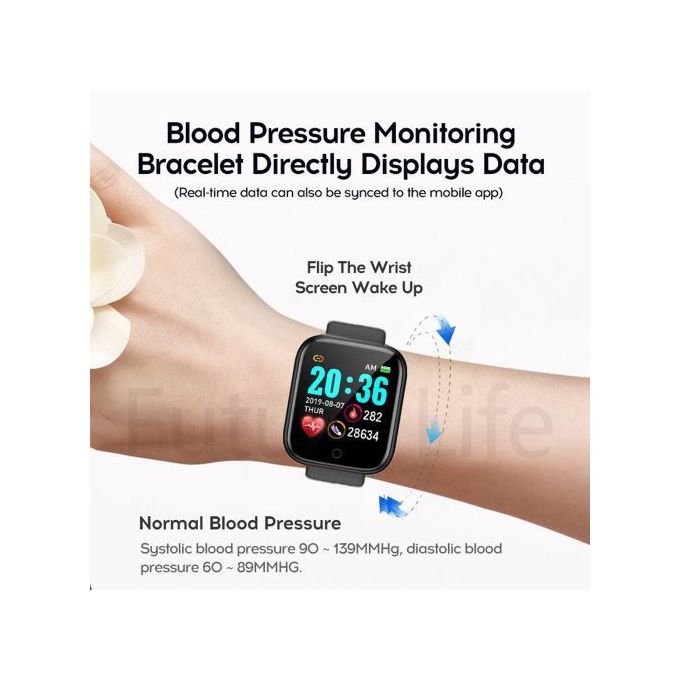 Blood Pressure Monitoring
Bracelet Directly Displays Data
(Real-time data can also be synced to the mobile app)
Flip The Wrist
Screen Wake Up
AM
20:36
2019-08-07
THUR
282
28634
Normal Blood Pressure
Systolic blood pressure 90 ~ 139MMHg, diastolic blood
pressure 60 ~ 89MMHG.
Life